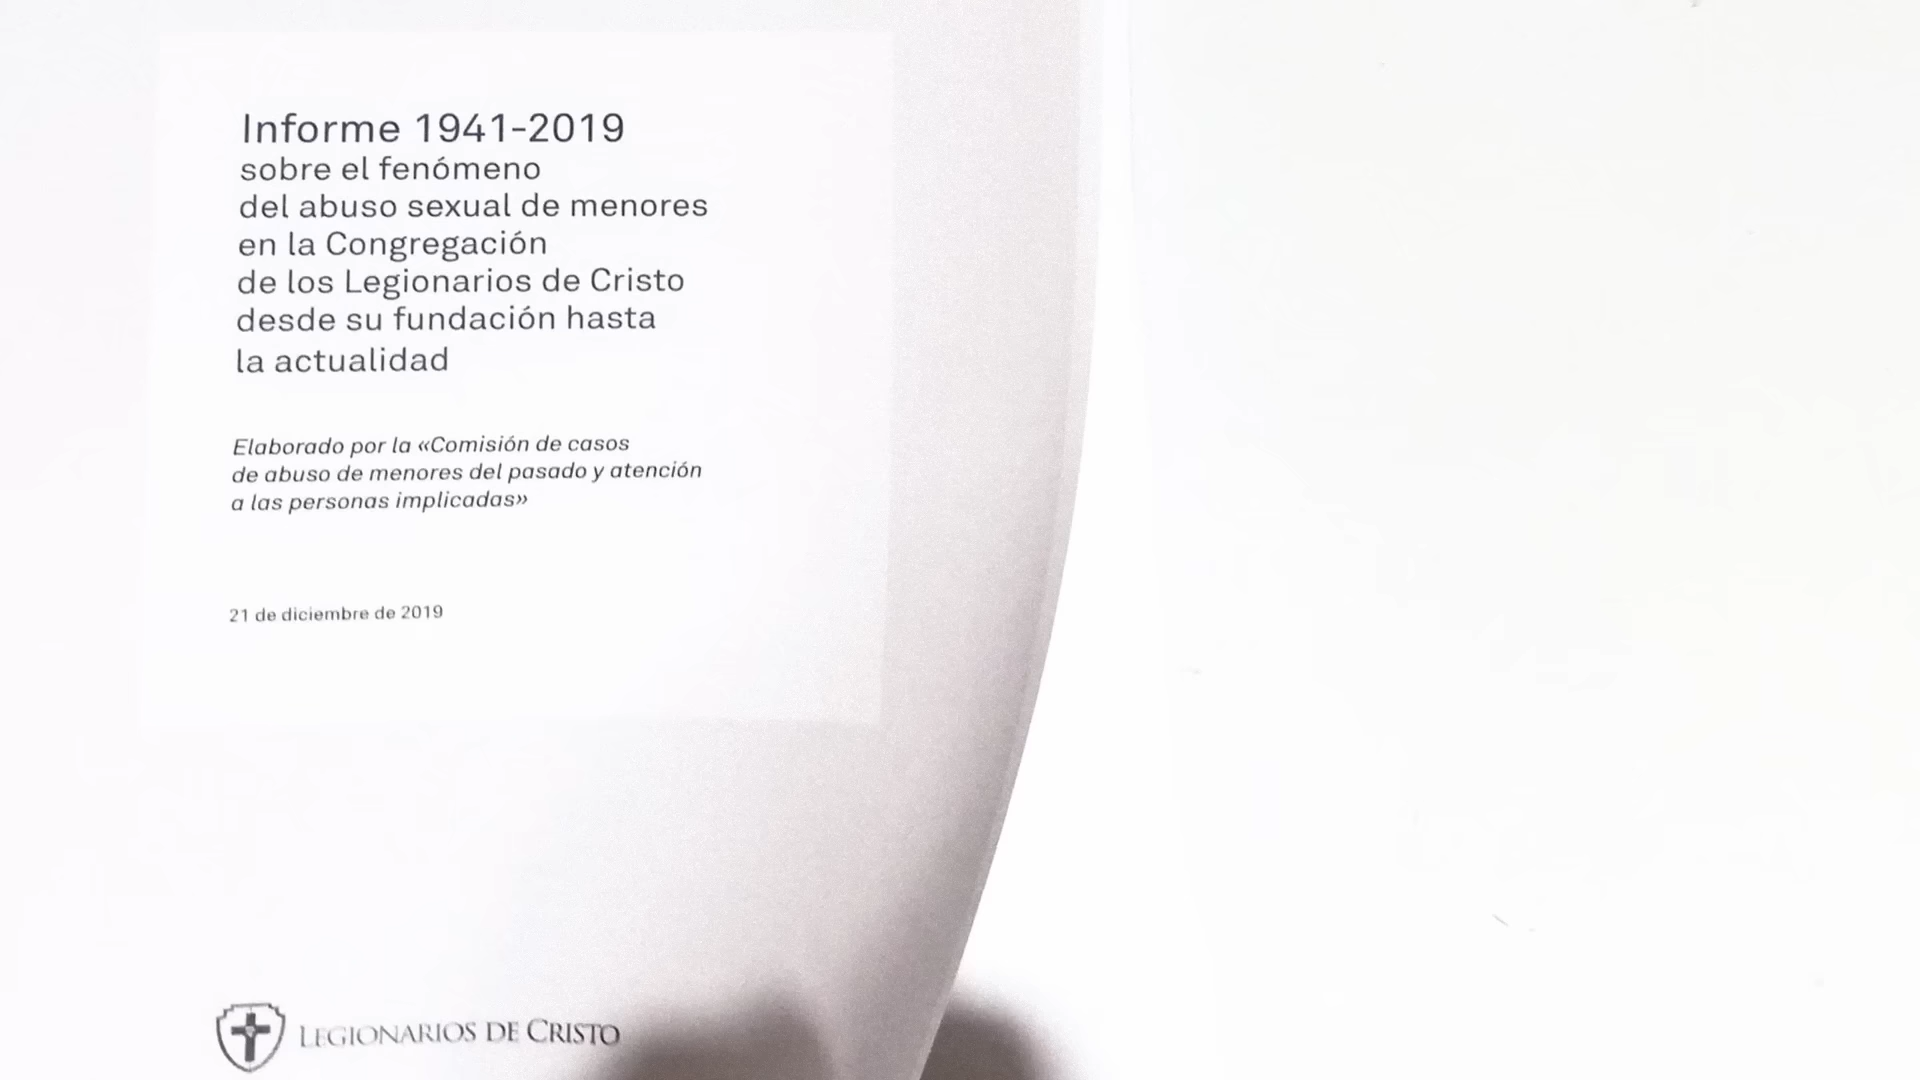 Informe 1941-2019
sobre el fenómeno
del abuso sexual de menores
en la Congregación
de los Legionarios de Cristo
desde su fundación hasta
la actualidad
Elaborado por la «Comisión de casos
de abuso de menores del pasado y atención
a las personas implicadas»
21 de diciembre de 2019
LEGIONARIOS DE CRISTO